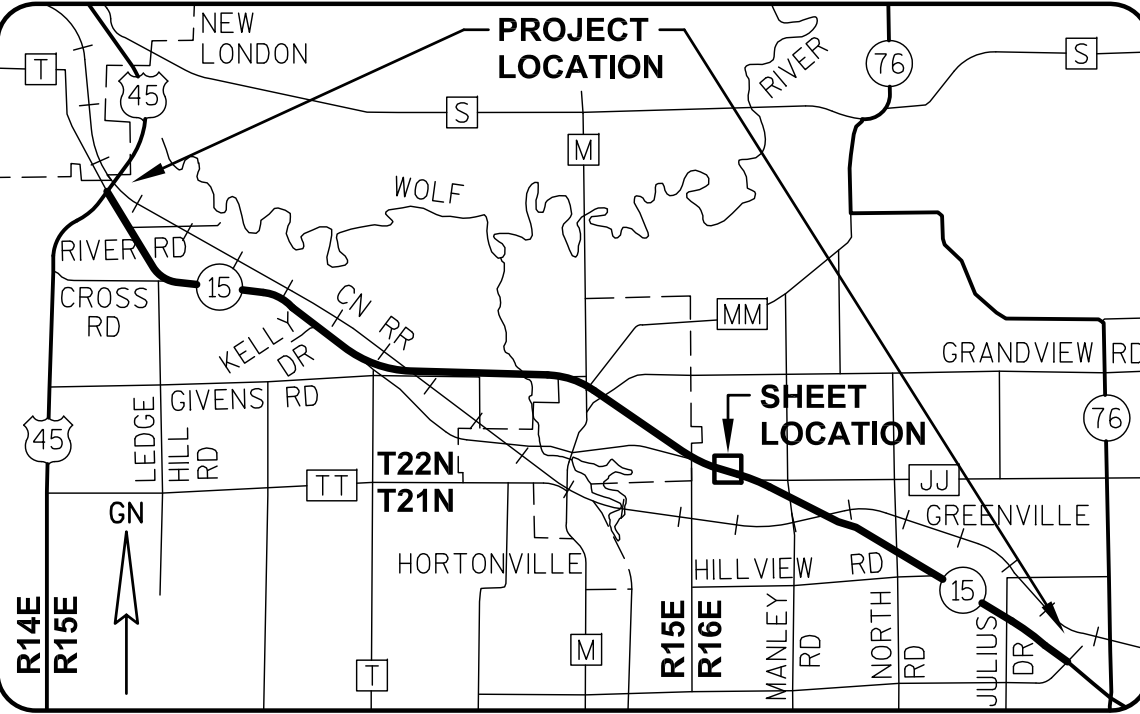 NEW
LONDON
PROJECT
LOCATION
RIVER
76
S
T
45
S
M
WOLF
RIVER RD
15
CROSS
RD
CN RR
MM
KELLY
DR
GRANDVIEW RD
GIVENS RD
SHEET
LOCATION
76
45
LEDGE
HILL
RD
T22N
T21N
TT
JJ
GN
GREENVILLE
HORTONVILLE
HILLVIEW RD
15
R14E
R15E
R15E
R16E
MANLEY
RD
NORTH
RD
JULIUS
DR
M
T